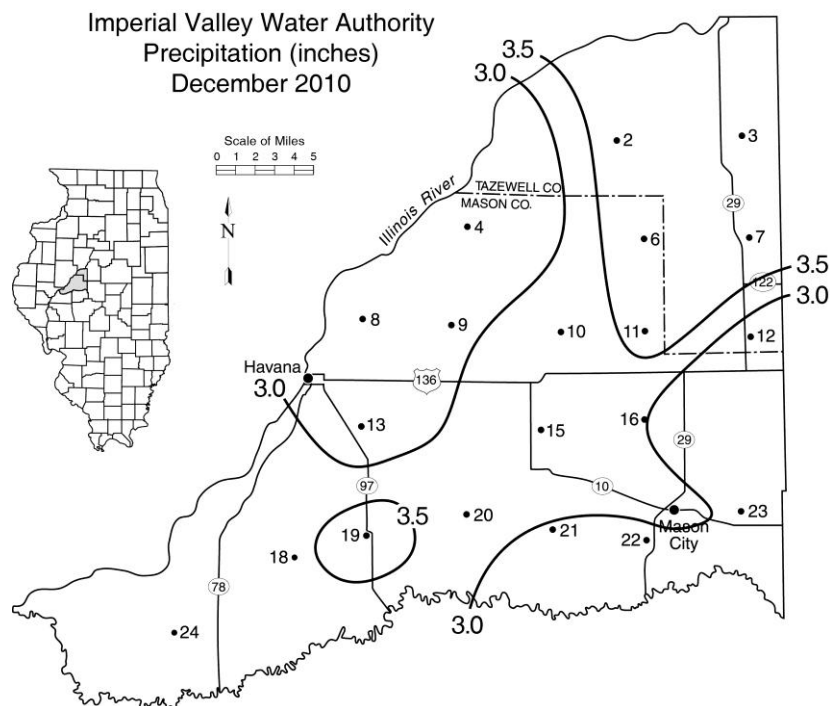 Imperial Valley Water Authority
Precipitation (inches)
December 2010
3.5
3.0
Scale of Miles
0 1 2 3 4 5
2
3
Illinois River
TAZEWELL CO.
MASON CO.
29
N
4
6
7
3.5
122
3.0
8
9
10
11
12
Havana
136
3.0
13
15
16
29
97
10
20
3.5
19
21
22
Mason
City
23
18
78
3.0
24